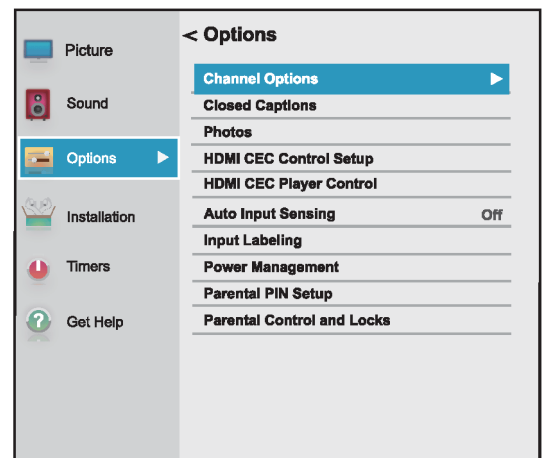 Picture
Sound
Options
Installation
Timers
Get Help
< Options
Channel Options
Closed Captions
Photos
HDMI CEC Control Setup
HDMI CEC Player Control
Auto Input Sensing Off
Input Labeling
Power Management
Parental PIN Setup
Parental Control and Locks